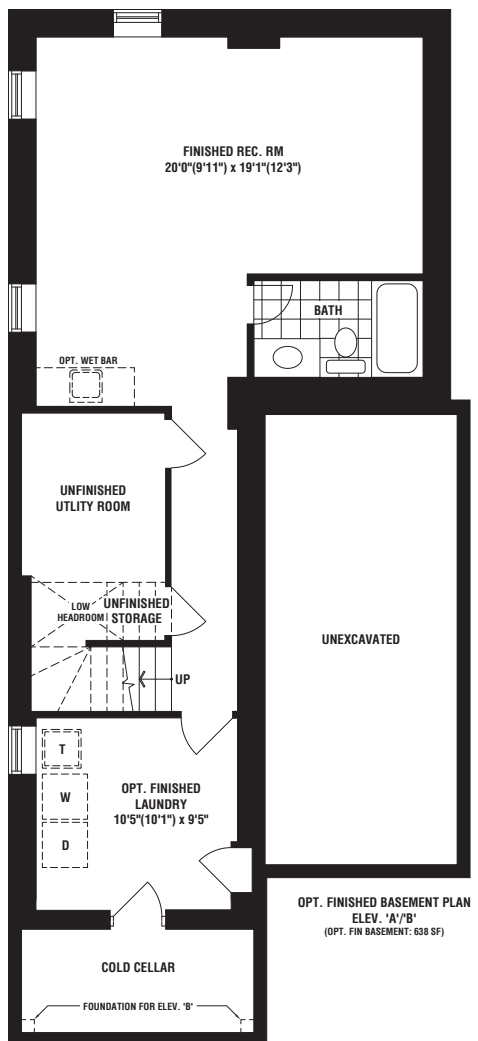 FINISHED REC. RM
20'0"(9'11") x 19'1"(12'3")
BATH
OPT. WET BAR
UNFINISHED
UTLITY ROOM
LOW
HEADROOM
UNFINISHED
STORAGE
UNEXCAVATED
UP
T
W
D
OPT. FINISHED
LAUNDRY
10'5"(10'1") x 9'5"
OPT. FINISHED BASEMENT PLAN
ELEV. 'A'/'B'
(OPT. FIN BASEMENT: 638 SF)
COLD CELLAR
FOUNDATION FOR ELEV. 'B'